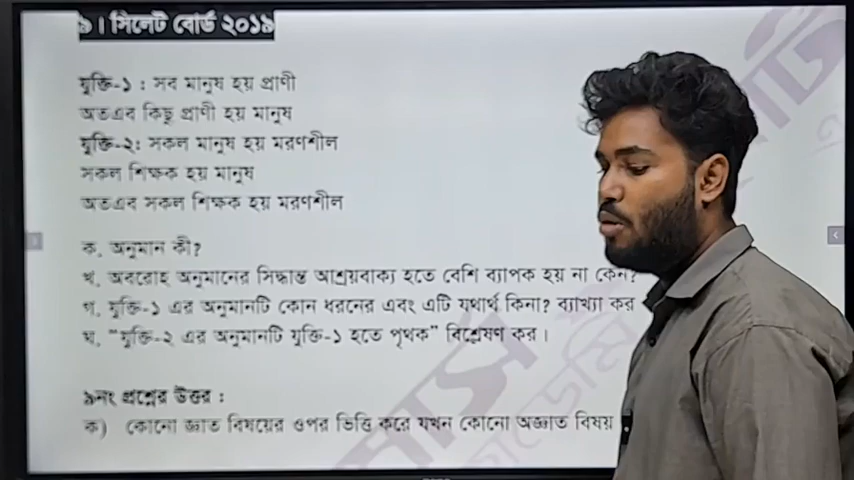 ৯। সিলেট বোর্ড ২০১৯
যুক্তি-১ : সব মানুষ হয় প্রাণী
অতএব কিছু প্রাণী হয় মানুষ
যুক্তি-২: সকল মানুষ হয় মরণশীল
সকল শিক্ষক হয় মানুষ
অতএব সকল শিক্ষক হয় মরণশীল
ক. অনুমান কী?
খ. অবরোহ অনুমানের সিদ্ধান্ত আশ্রয়বাক্য হতে বেশি ব্যাপক হয় না কেন?
গ. যুক্তি-১ এর অনুমানটি কোন ধরনের এবং এটি যথার্থ কিনা? ব্যাখ্যা কর
ঘ. "যুক্তি-২ এর অনুমানটি যুক্তি-১ হতে পৃথক" বিশ্লেষণ কর।
৯নং প্রশ্নের উত্তর :
ক) কোনো জ্ঞাত বিষয়ের ওপর ভিত্তি করে যখন কোনো অজ্ঞাত বিষয়